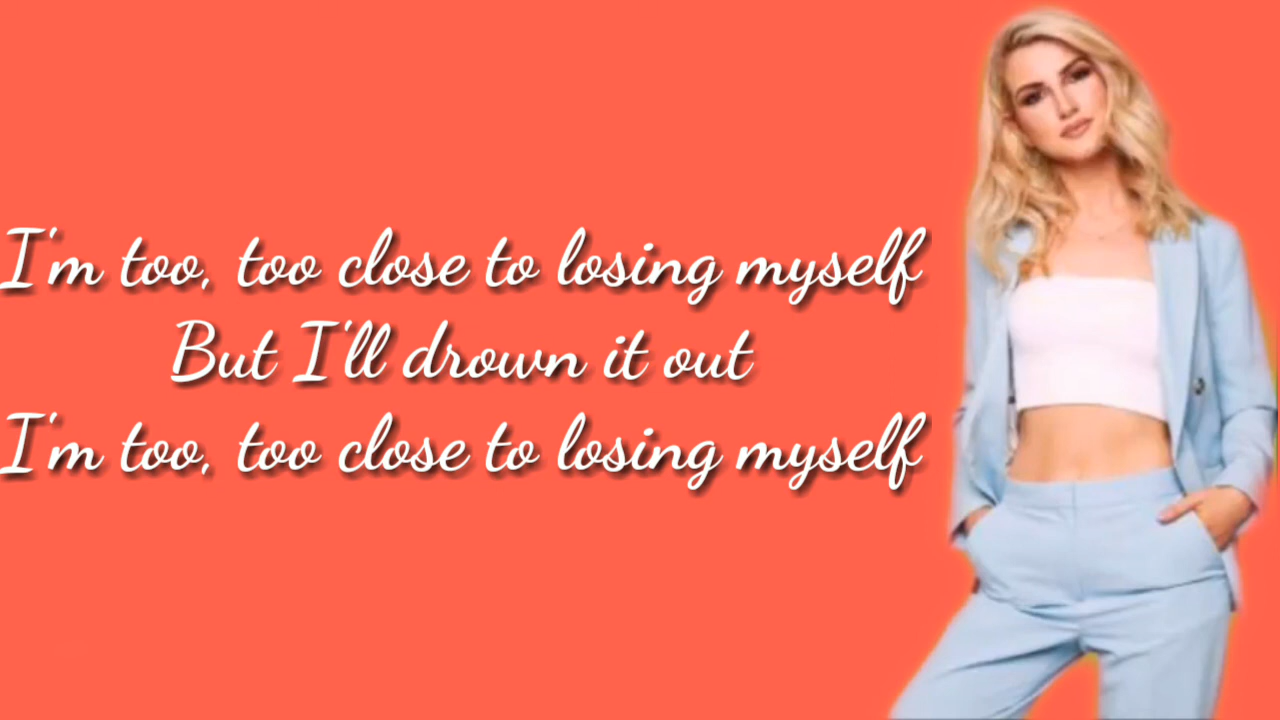 I'm too, too close to losing myself
But I'll drown it out
I'm too, too close to losing myself